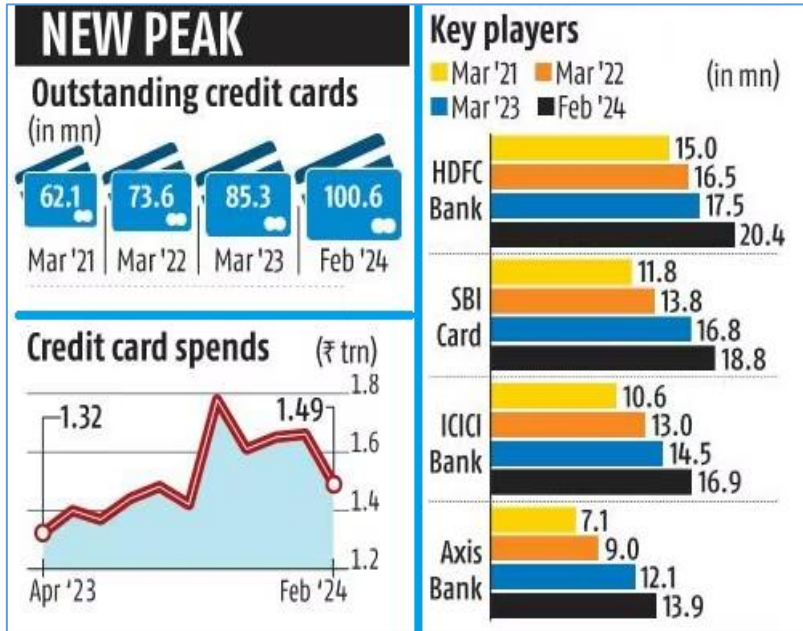 NEW PEAK
Outstanding credit cards
(in mn)
62.1 73.6 85.3 100.6
Mar '21 Mar '22 Mar '23 Feb '24
Credit card spends (₹ trn)
1.8
1.32 1.49
1.6
1.4
1.2
Apr '23 Feb '24
Key players
Mar '21 Mar '22 (in mn)
Mar '23 Feb '24
HDFC
Bank
15.0
16.5
17.5
20.4
SBI
Card
11.8
13.8
16.8
18.8
ICICI
Bank
10.6
13.0
14.5
16.9
Axis
Bank
7.1
9.0
12.1
13.9